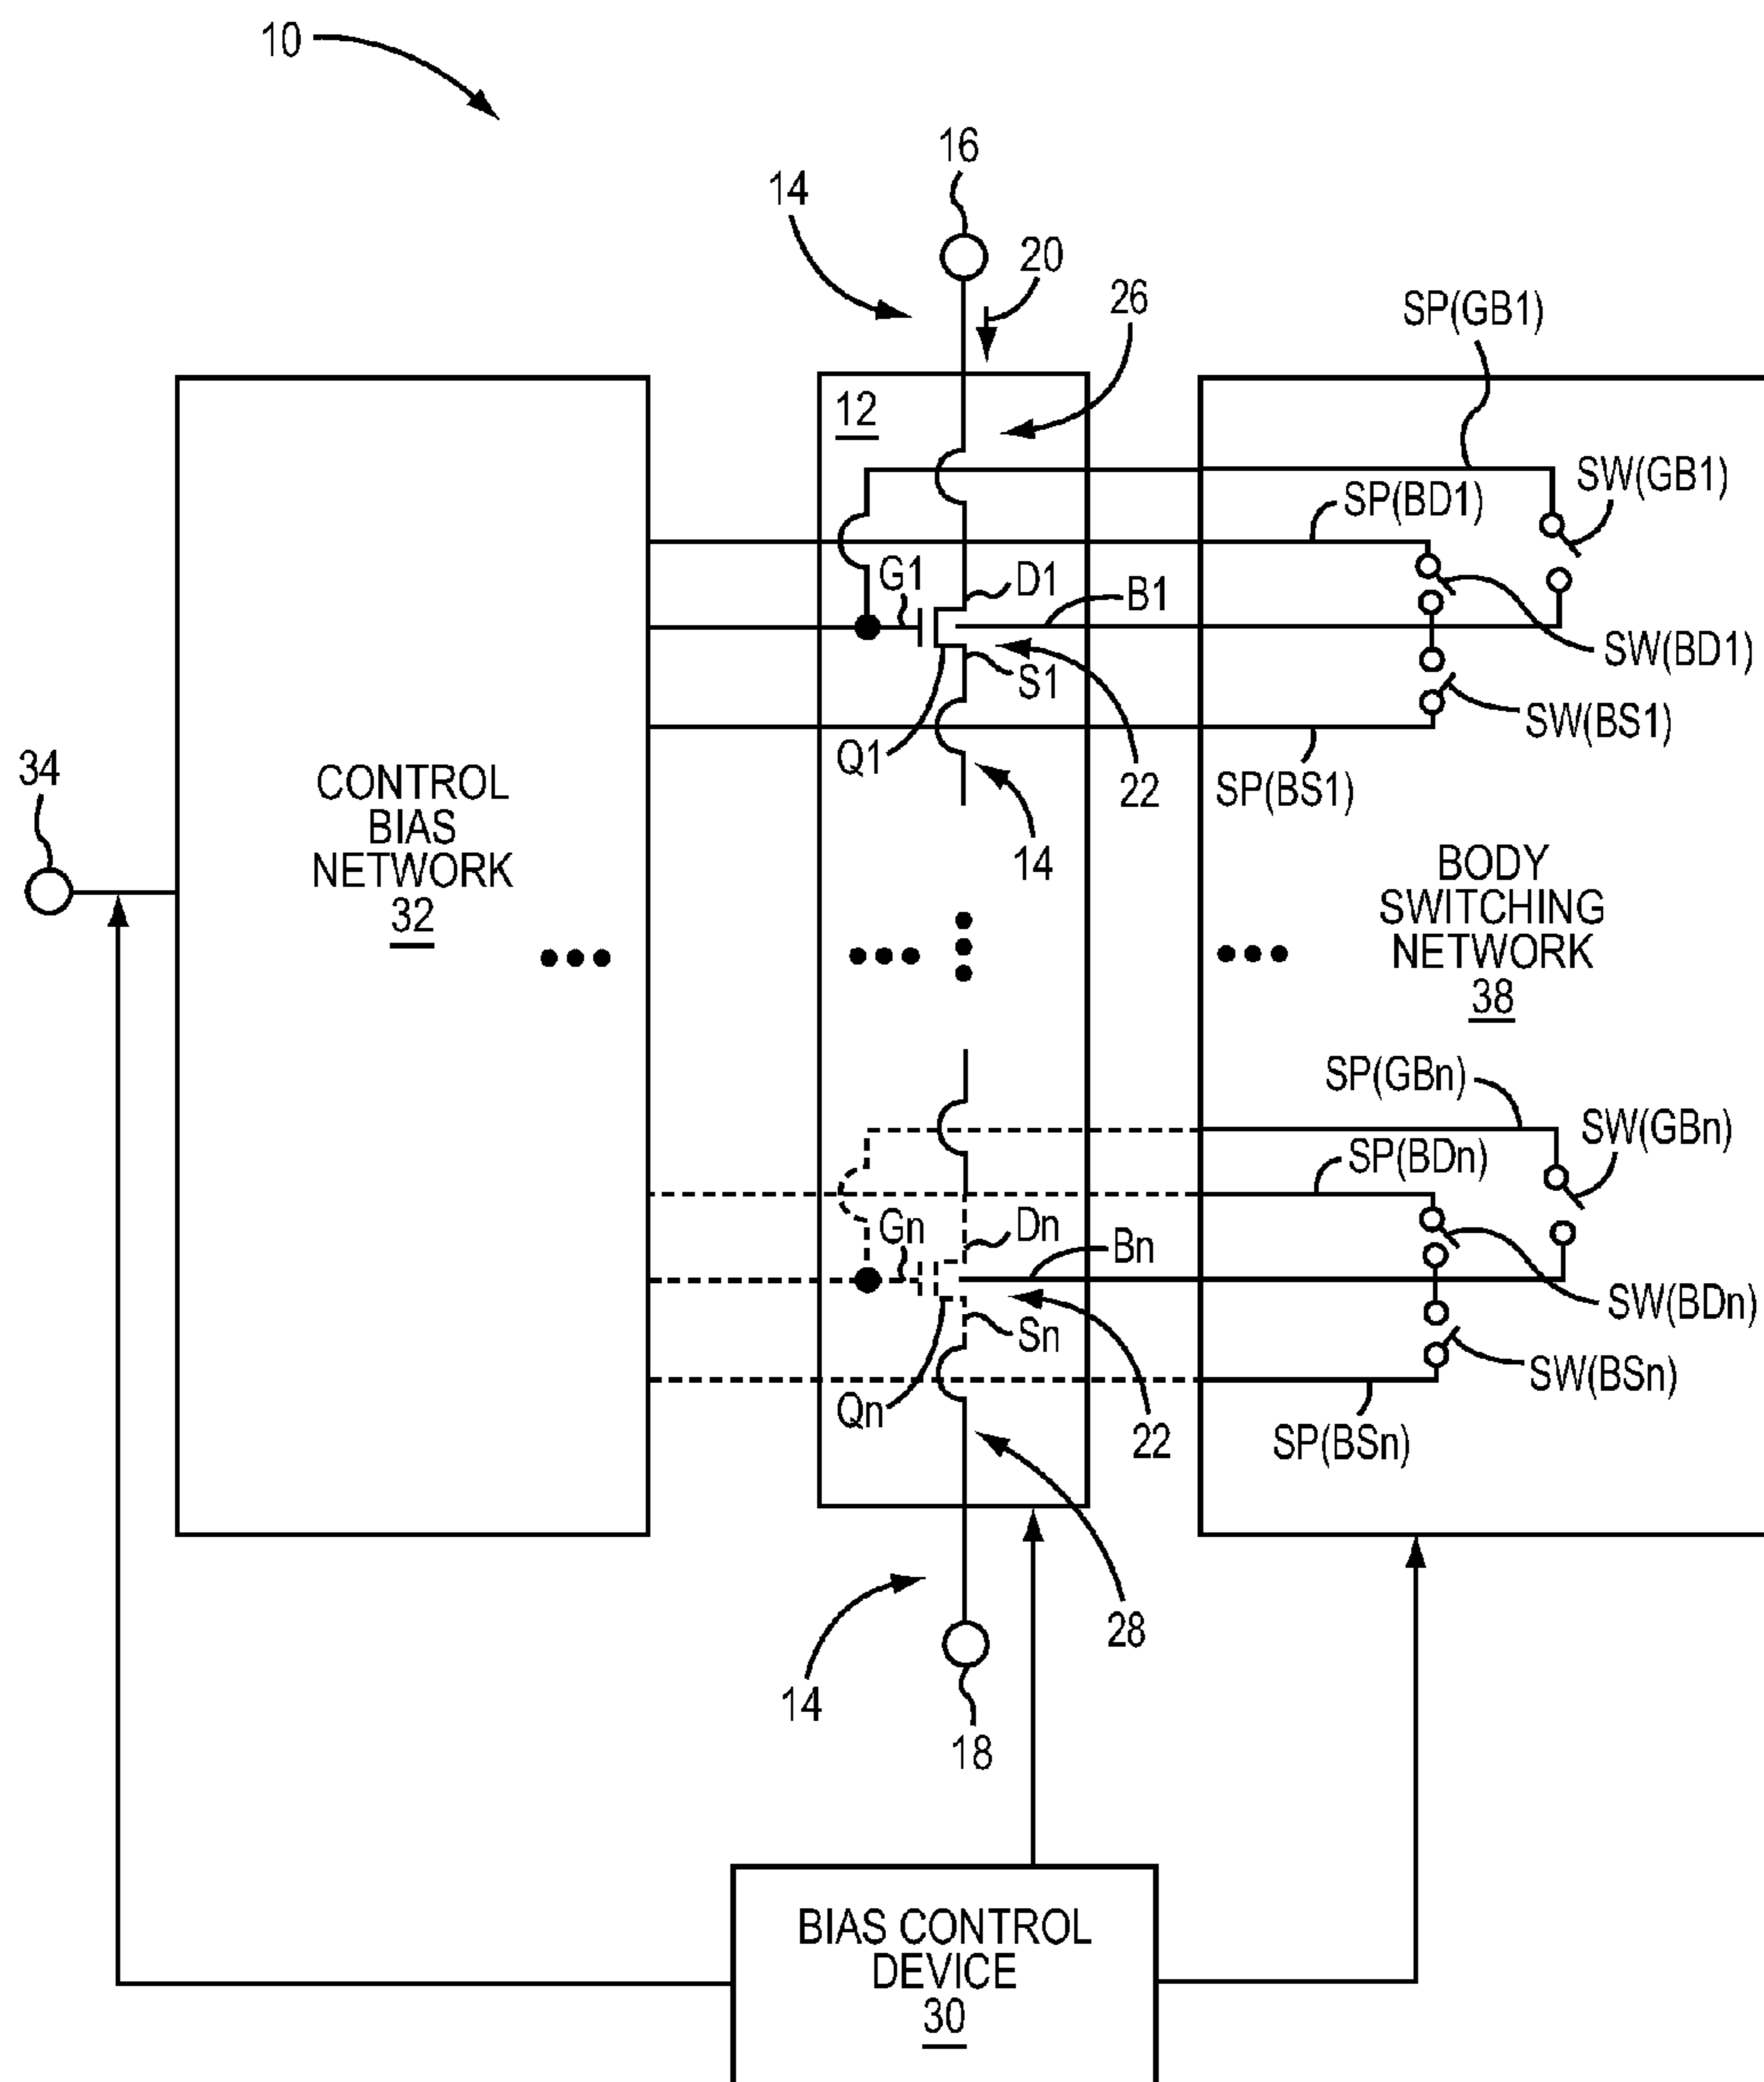 10
16
14
20
26
SP(GB1)
12
SW(GB1)
SP(BD1)
G1
D1
B1
SW(BD1)
S1
SW(BS1)
Q1
22
SP(BS1)
14
34
CONTROL
BIAS
NETWORK
32
BODY
SWITCHING
NETWORK
38
SP(GBn)
SW(GBn)
SP(BDn)
Gn
Dn
Bn
SW(BDn)
Sn
SW(BSn)
Qn
22
SP(BSn)
28
14
18
BIAS CONTROL
DEVICE
30